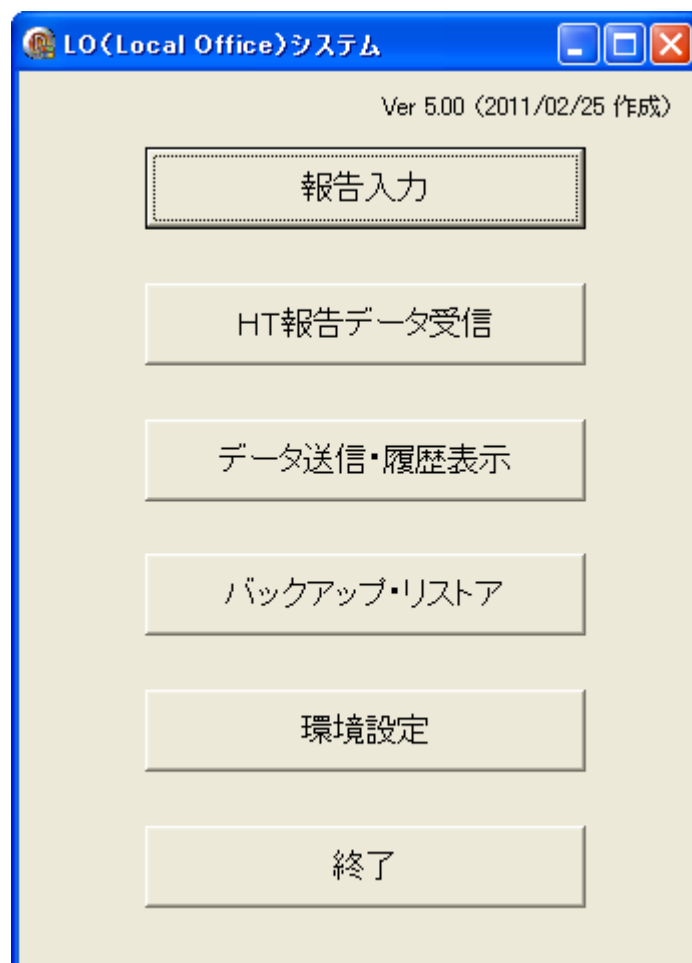 LO(Local Office)システム
Ver 5.00 (2011/02/25 作成)
報告入力
HT報告データ受信
データ送信・履歴表示
バックアップ・リストア
環境設定
終了